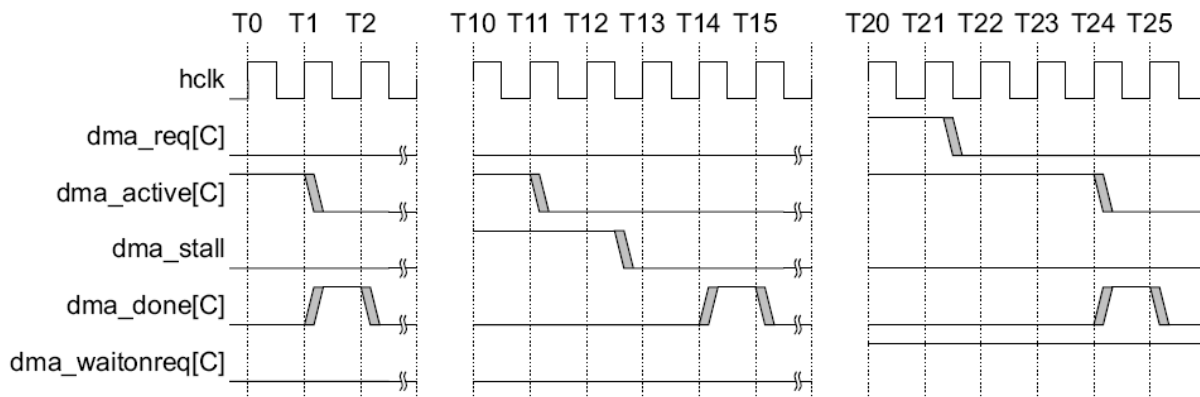 T0 T1 T2 T10 T11 T12 T13 T14 T15 T20 T21 T22 T23 T24 T25
hclk
dma_req[C]
dma_active[C]
dma_stall
dma_done[C]
dma_waitonreq[C]